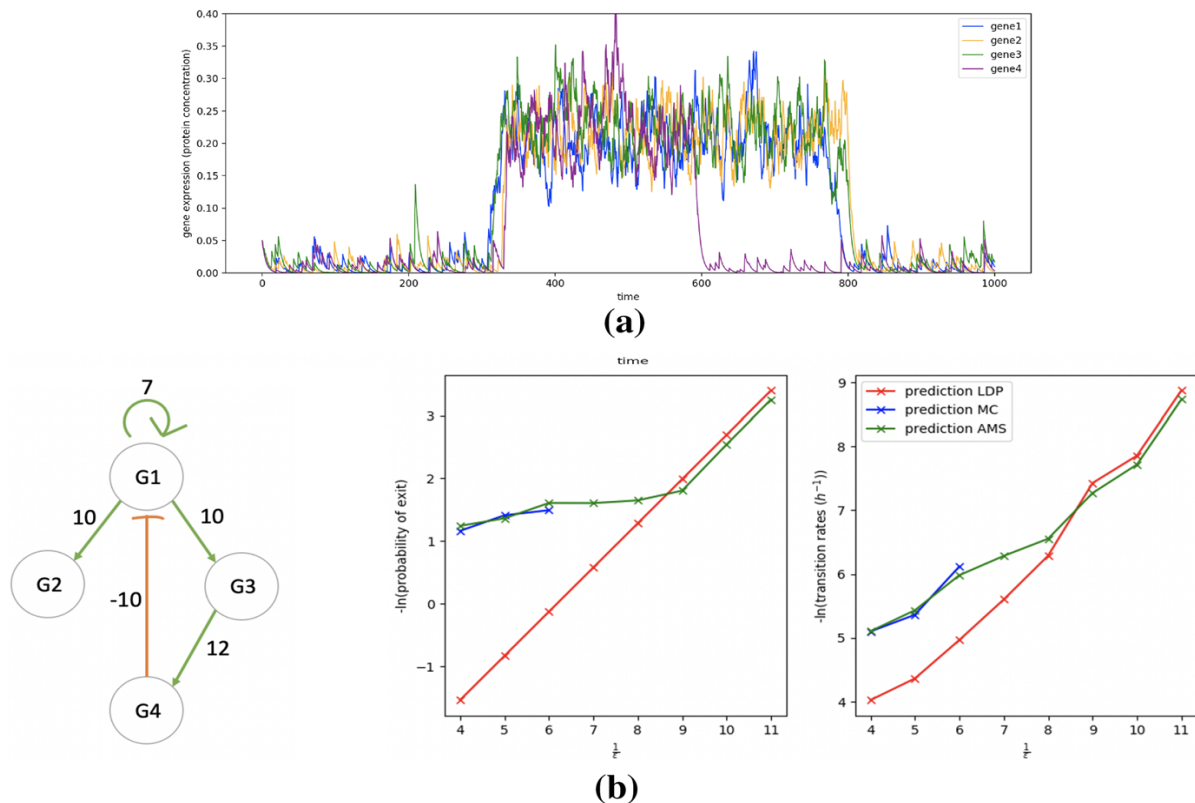 0.40
0.35
0.30
0.25
0.20
0.15
0.10
0.05
0.00
gene expression (protein concentration)
gene1
gene2
gene3
gene4
0 200 400 600 800 1000
time
(a)
time
7
G1
10 10
G2 G3
-10
12
G4
3
2
1
0
−1
-ln(probability of exit)
4 5 6 7 8 9 10 11
1/ε
9
8
7
6
5
4
-ln(transition rates (h⁻¹))
prediction LDP
prediction MC
prediction AMS
4 5 6 7 8 9 10 11
1/ε
(b)